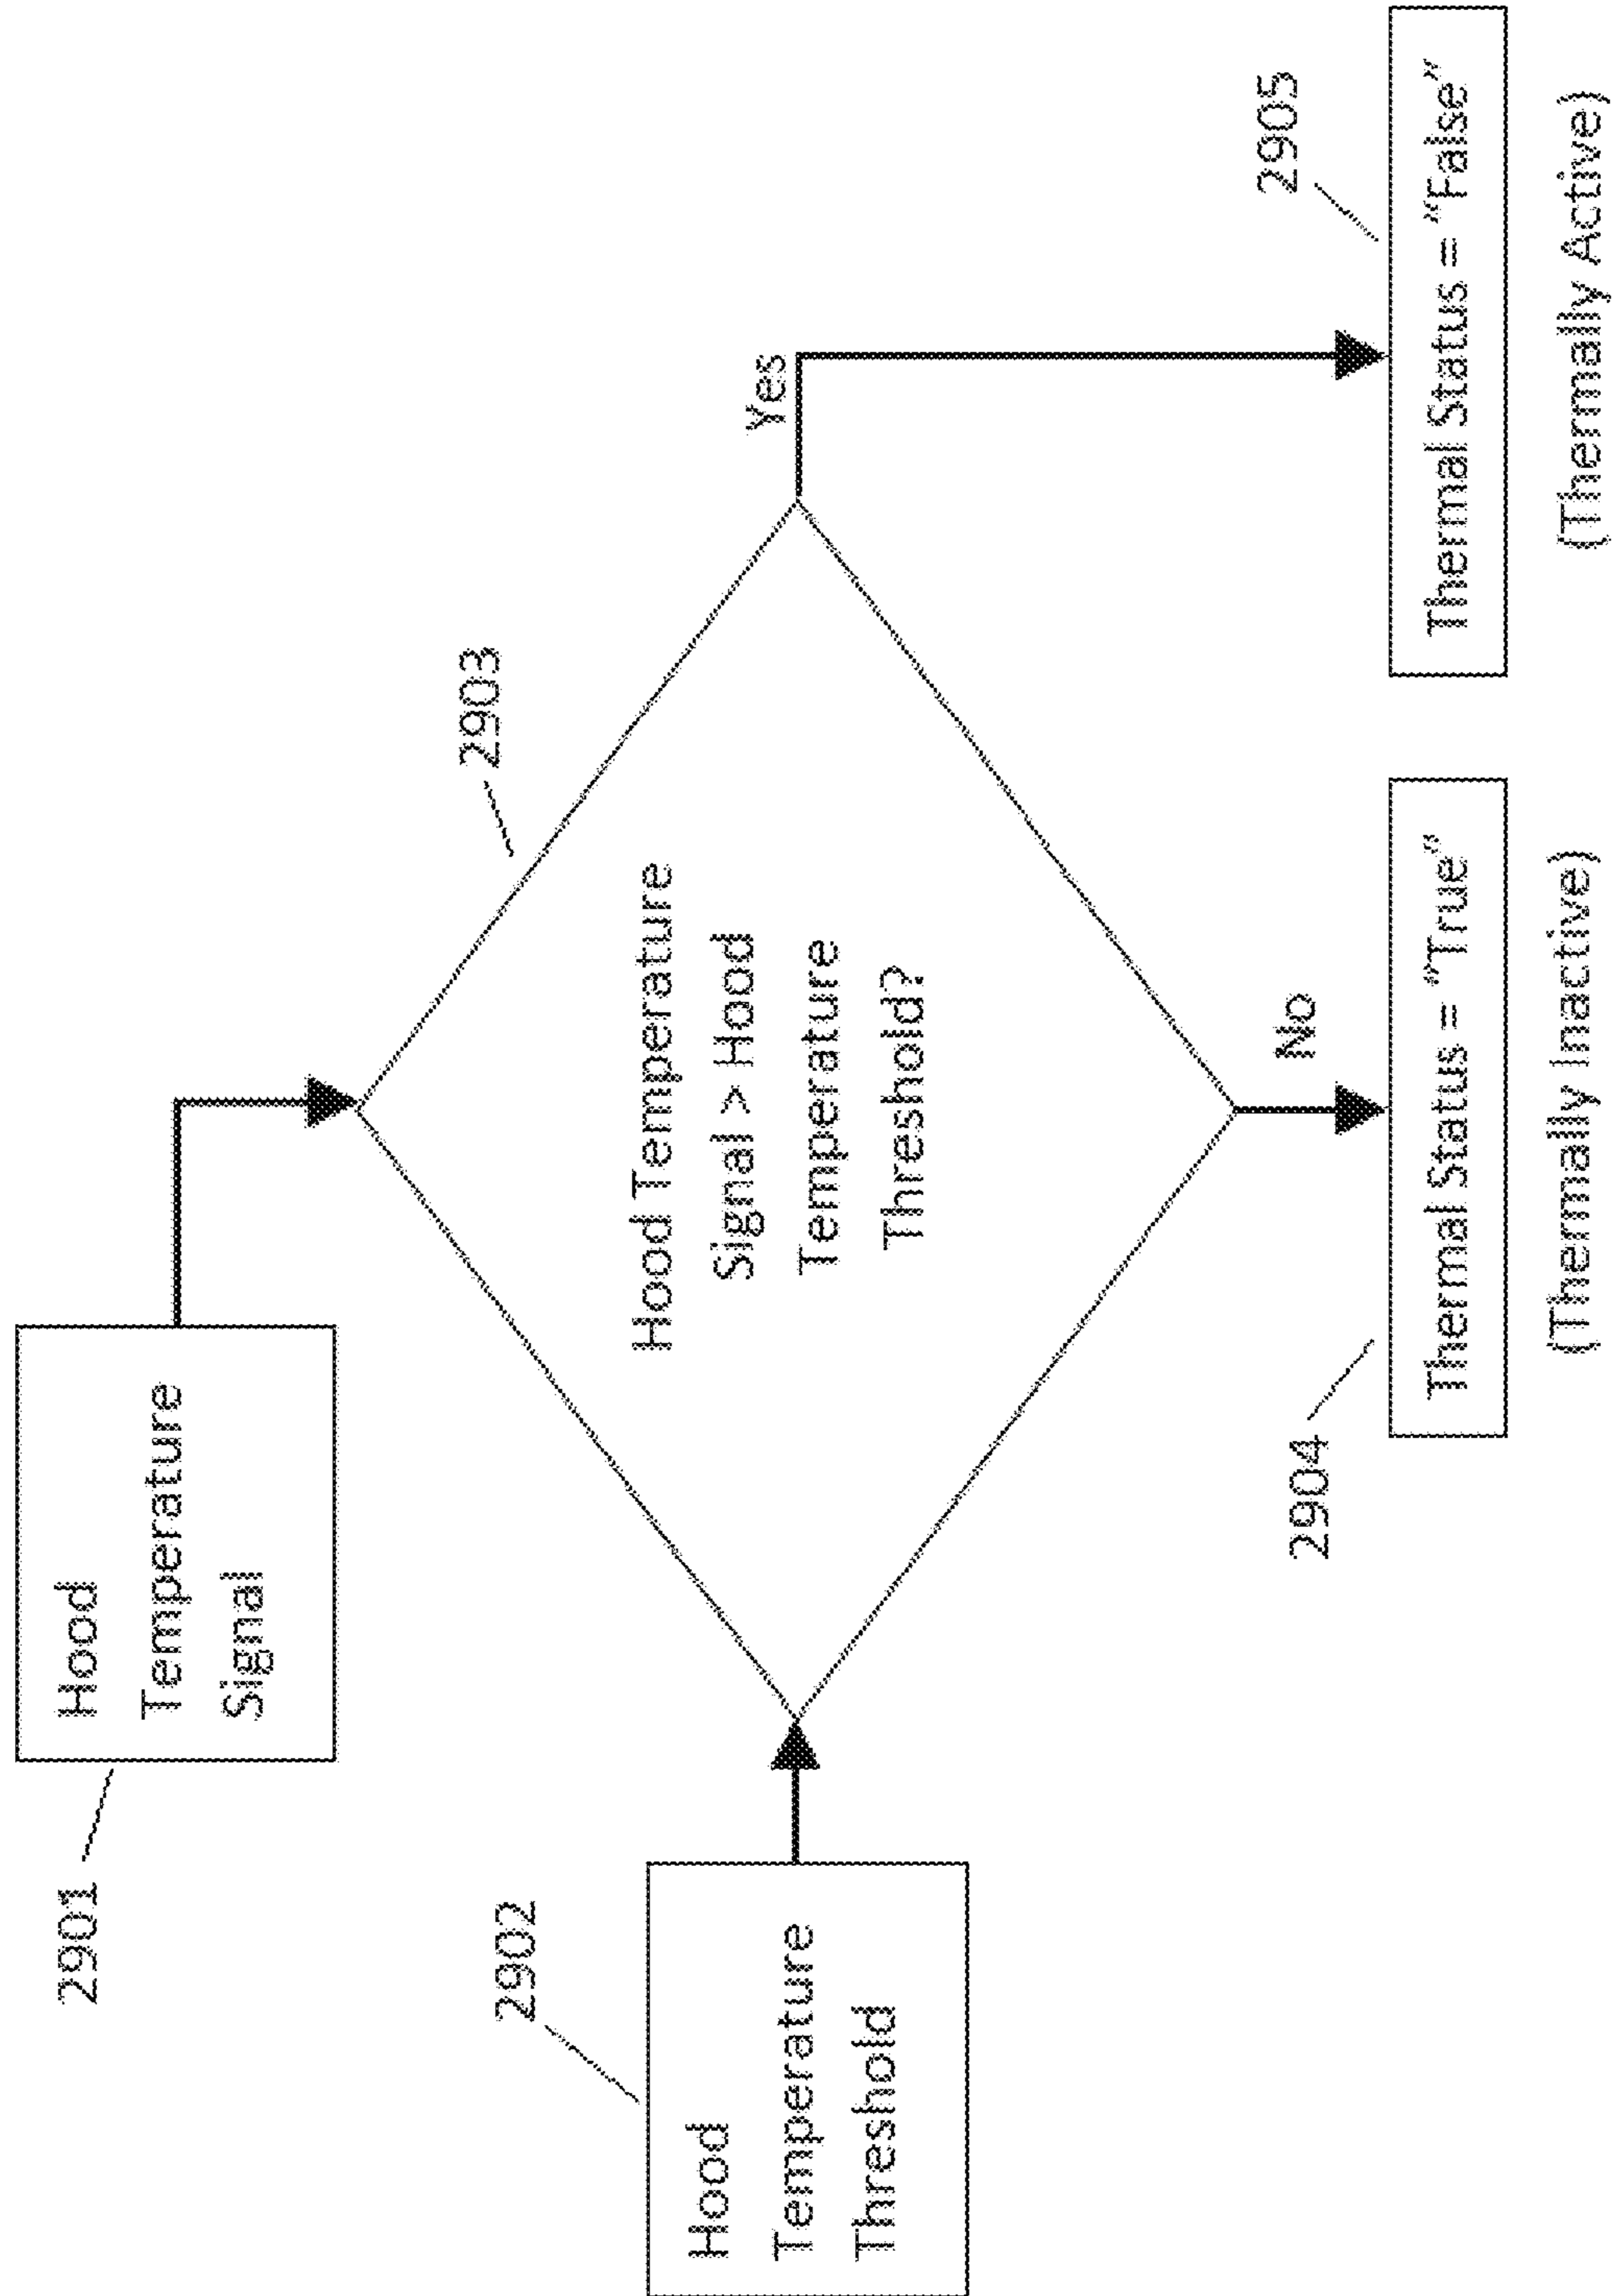 2901
Hood
Temperature
Signal
2902
Hood
Temperature
Threshold
2903
Hood Temperature
Signal > Hood
Temperature
Threshold?
Yes
No
2904
Thermal Status = “True”
(Thermally Inactive)
2905
Thermal Status = “False”
(Thermally Active)